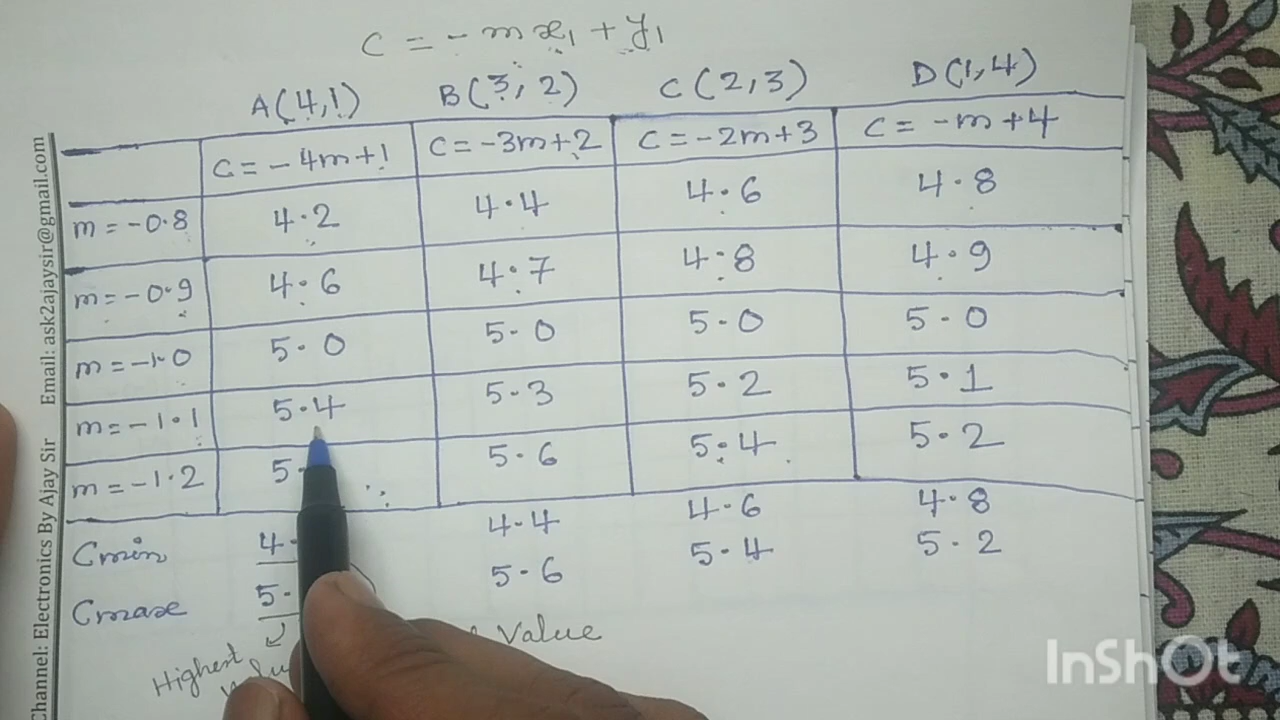 C = -mx₁ + y₁
A(4,1) B(3,2) C(2,3) D(1,4)
C=-4m+1 C=-3m+2 C=-2m+3 C=-m+4
m=-0.8 4.2 4.4 4.6 4.8
m=-0.9 4.6 4.7 4.8 4.9
m=-1.0 5.0 5.0 5.0 5.0
m=-1.1 5.4 5.3 5.2 5.1
m=-1.2 5. 5.6 5.4 5.2
Cmin 4. 4.4 4.6 4.8
Cmax 5. 5.6 5.4 5.2
Highest Value
Channel: Electronics By Ajay Sir Email: ask2ajaysir@gmail.com
InShOt